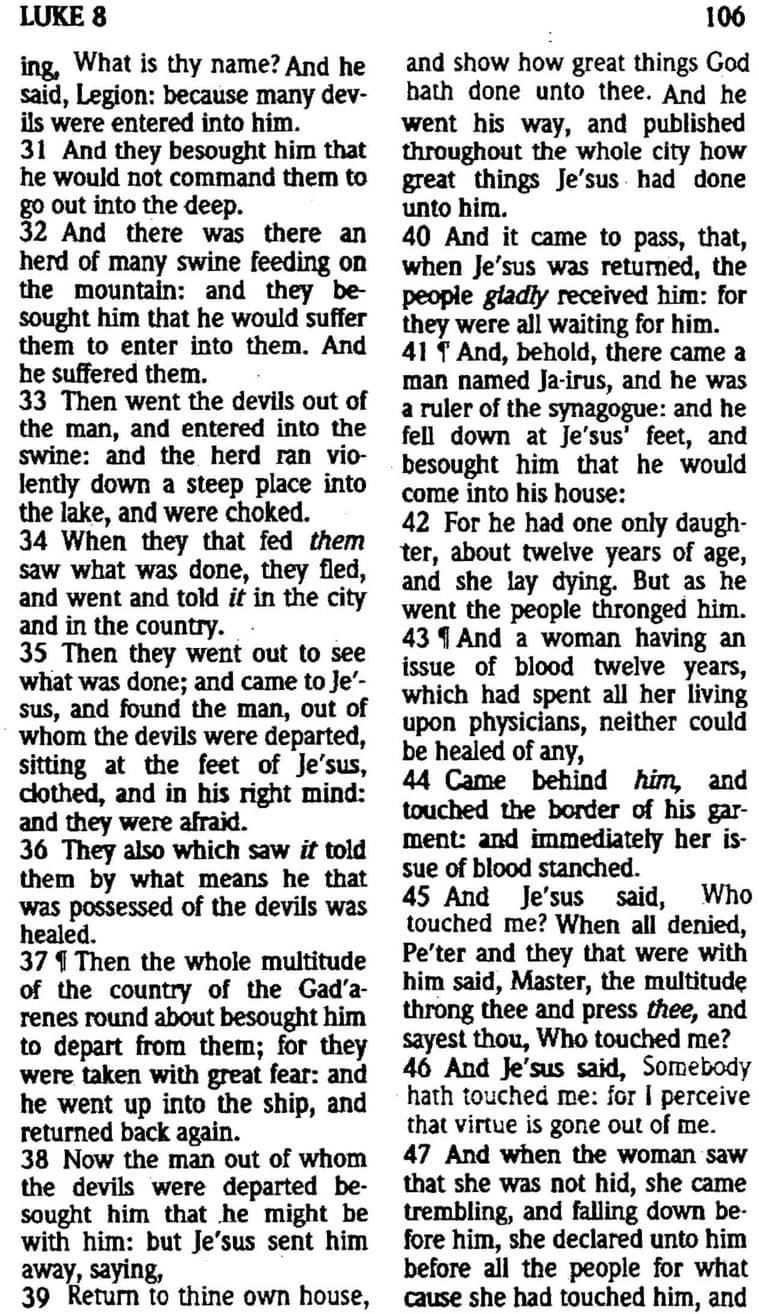 LUKE 8
106
ing, What is thy name? And he
said, Legion: because many dev-
ils were entered into him.
31 And they besought him that
he would not command them to
go out into the deep.
32 And there was there an
herd of many swine feeding on
the mountain: and they be-
sought him that he would suffer
them to enter into them. And
he suffered them.
33 Then went the devils out of
the man, and entered into the
swine: and the herd ran vio-
lently down a steep place into
the lake, and were choked.
34 When they that fed them
saw what was done, they fled,
and went and told it in the city
and in the country.
35 Then they went out to see
what was done; and came to Je′-
sus, and found the man, out of
whom the devils were departed,
sitting at the feet of Je′sus,
clothed, and in his right mind:
and they were afraid.
36 They also which saw it told
them by what means he that
was possessed of the devils was
healed.
37 ¶ Then the whole multitude
of the country of the Gad′a-
renes round about besought him
to depart from them; for they
were taken with great fear: and
he went up into the ship, and
returned back again.
38 Now the man out of whom
the devils were departed be-
sought him that he might be
with him: but Je′sus sent him
away, saying,
39 Return to thine own house,
and show how great things God
hath done unto thee. And he
went his way, and published
throughout the whole city how
great things Je′sus had done
unto him.
40 And it came to pass, that,
when Je′sus was returned, the
people gladly received him: for
they were all waiting for him.
41 ¶ And, behold, there came a
man named Ja-irus, and he was
a ruler of the synagogue: and he
fell down at Je′sus' feet, and
besought him that he would
come into his house:
42 For he had one only daugh-
ter, about twelve years of age,
and she lay dying. But as he
went the people thronged him.
43 ¶ And a woman having an
issue of blood twelve years,
which had spent all her living
upon physicians, neither could
be healed of any,
44 Came behind him, and
touched the border of his gar-
ment: and immediately her is-
sue of blood stanched.
45 And Je′sus said, Who
touched me? When all denied,
Pe′ter and they that were with
him said, Master, the multitude
throng thee and press thee, and
sayest thou, Who touched me?
46 And Je′sus said, Somebody
hath touched me: for I perceive
that virtue is gone out of me.
47 And when the woman saw
that she was not hid, she came
trembling, and falling down be-
fore him, she declared unto him
before all the people for what
cause she had touched him, and